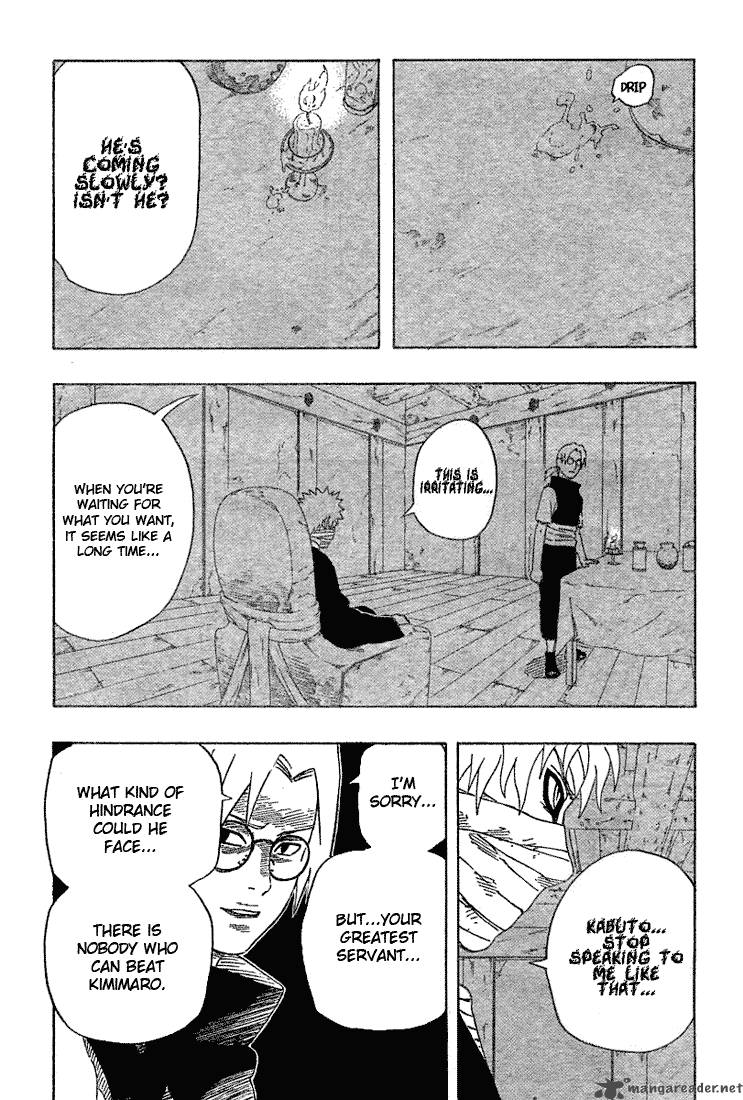 DRIP
HE'S
COMING
SLOWLY?
ISN'T HE?
THIS IS
IRRITATING...
WHEN YOU'RE
WAITING FOR
WHAT YOU WANT,
IT SEEMS LIKE A
LONG TIME...
KABUTO...
STOP
SPEAKING TO
ME LIKE
THAT...
I'M
SORRY...
BUT...YOUR
GREATEST
SERVANT...
WHAT KIND OF
HINDRANCE
COULD HE
FACE...
THERE IS
NOBODY WHO
CAN BEAT
KIMIMARO.
mangareader.net